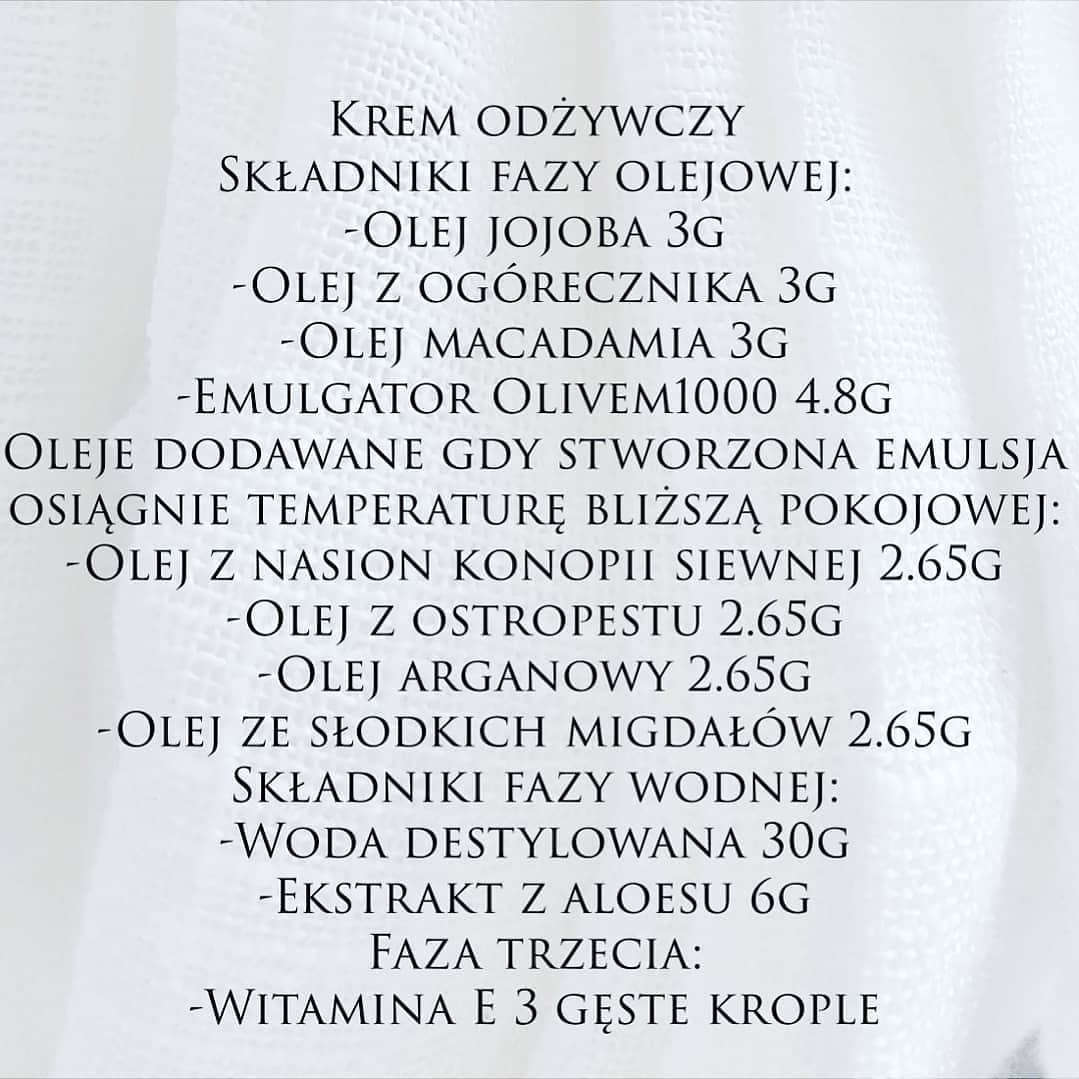 Krem odżywczy
Składniki fazy olejowej:
-Olej jojoba 3g
-Olej z ogórecznika 3g
-Olej macadamia 3g
-Emulgator Olivem1000 4.8g
Oleje dodawane gdy stworzona emulsja
osiągnie temperaturę bliższą pokojowej:
-Olej z nasion konopii siewnej 2.65g
-Olej z ostropestu 2.65g
-Olej arganowy 2.65g
-Olej ze słodkich migdałów 2.65g
Składniki fazy wodnej:
-Woda destylowana 30g
-Ekstrakt z aloesu 6g
Faza trzecia:
-Witamina E 3 gęste krople